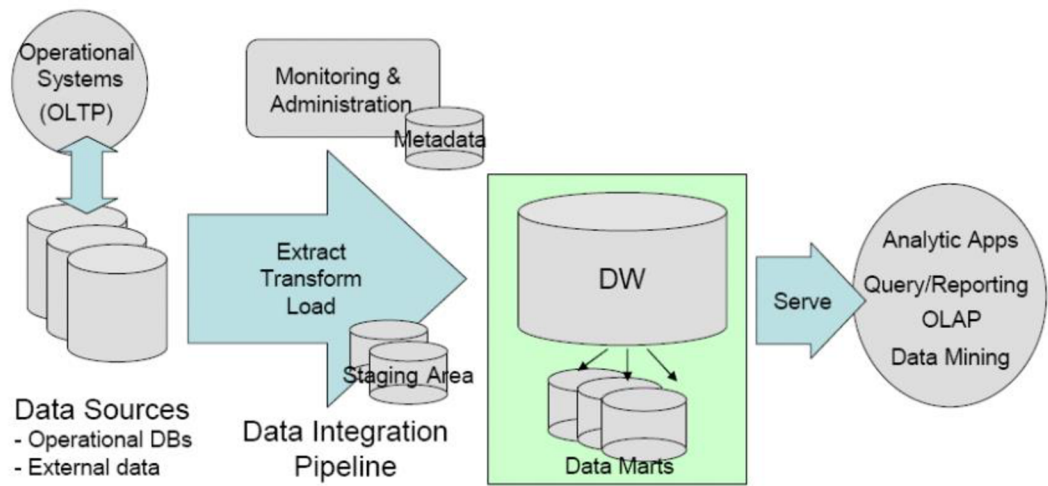 Operational
Systems
(OLTP)
Monitoring &
Administration
Metadata
Extract
Transform
Load
Staging Area
DW
Data Marts
Serve
Analytic Apps
Query/Reporting
OLAP
Data Mining
Data Sources
- Operational DBs
- External data
Data Integration
Pipeline